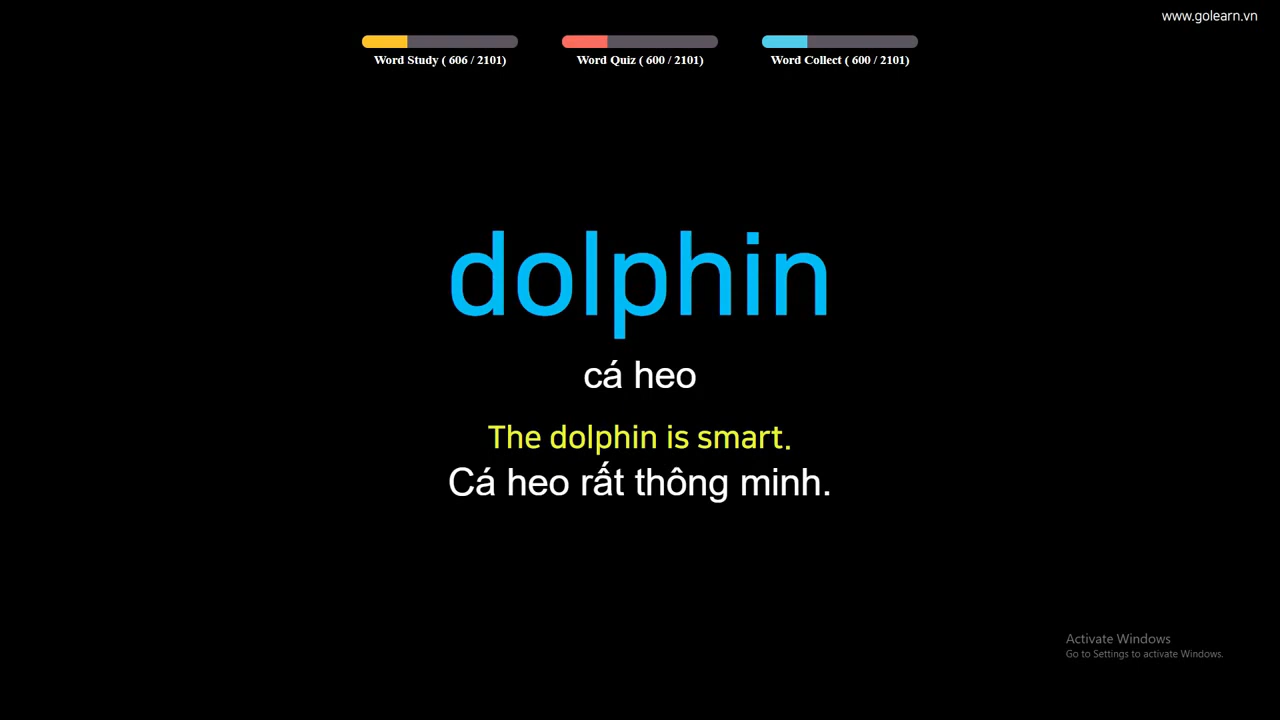 www.golearn.vn
Word Study ( 606 / 2101)
Word Quiz ( 600 / 2101)
Word Collect ( 600 / 2101)
dolphin
cá heo
The dolphin is smart.
Cá heo rất thông minh.
Activate Windows
Go to Settings to activate Windows.